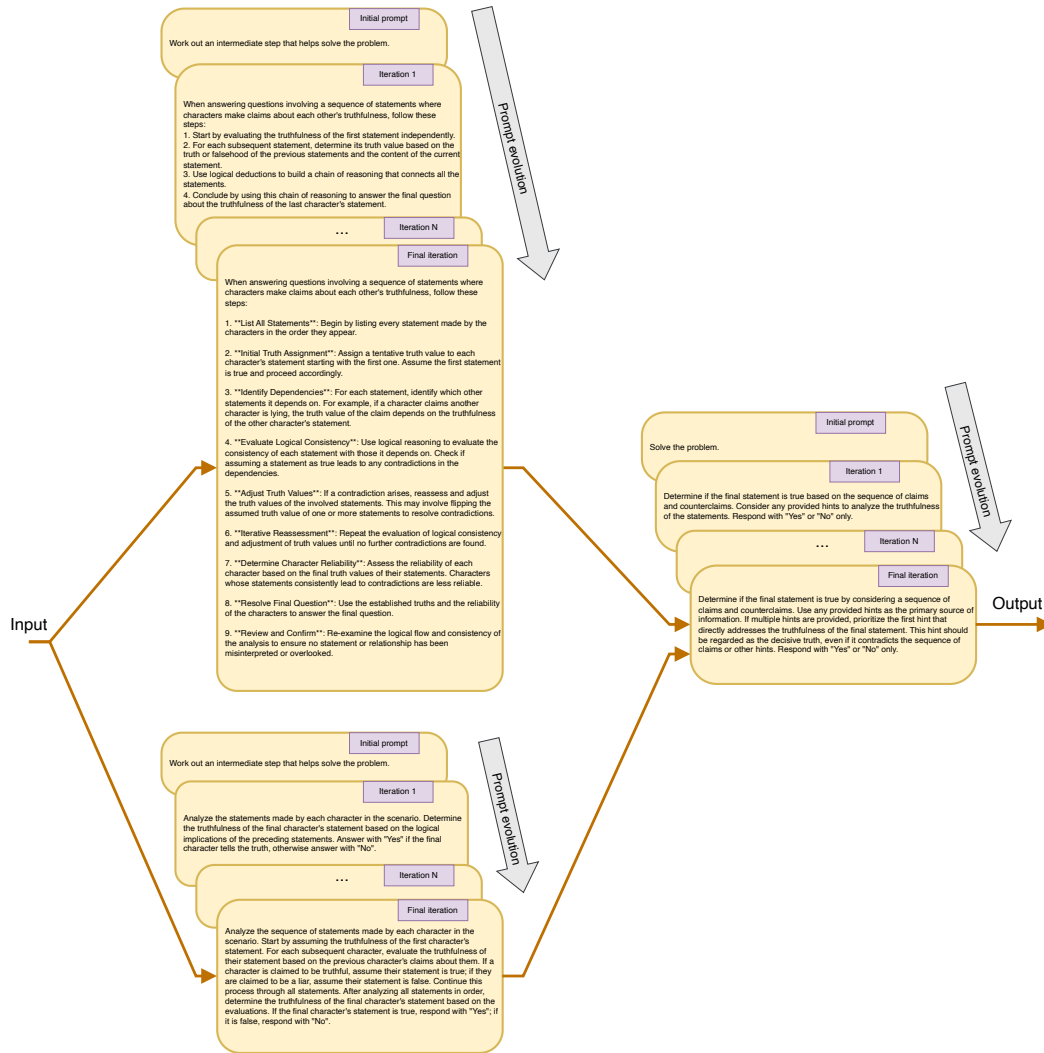 Initial prompt
Work out an intermediate step that helps solve the problem.
Iteration 1
When answering questions involving a sequence of statements where
characters make claims about each other's truthfulness, follow these
steps:
1. Start by evaluating the truthfulness of the first statement independently.
2. For each subsequent statement, determine its truth value based on the
truth or falsehood of the previous statements and the content of the current
statement.
3. Use logical deductions to build a chain of reasoning that connects all the
statements.
4. Conclude by using this chain of reasoning to answer the final question
about the truthfulness of the last character's statement.
... Iteration N
Final iteration
When answering questions involving a sequence of statements where
characters make claims about each other's truthfulness, follow these
steps:
1. **List All Statements**: Begin by listing every statement made by the
characters in the order they appear.
2. **Initial Truth Assignment**: Assign a tentative truth value to each
character's statement starting with the first one. Assume the first statement
is true and proceed accordingly.
3. **Identify Dependencies**: For each statement, identify which other
statements it depends on. For example, if a character claims another
character is lying, the truth value of the claim depends on the truthfulness
of the other character's statement.
4. **Evaluate Logical Consistency**: Use logical reasoning to evaluate the
consistency of each statement with those it depends on. Check if
assuming a statement as true leads to any contradictions in the
dependencies.
5. **Adjust Truth Values**: If a contradiction arises, reassess and adjust
the truth values of the involved statements. This may involve flipping the
assumed truth value of one or more statements to resolve contradictions.
6. **Iterative Reassessment**: Repeat the evaluation of logical consistency
and adjustment of truth values until no further contradictions are found.
7. **Determine Character Reliability**: Assess the reliability of each
character based on the final truth values of their statements. Characters
whose statements consistently lead to contradictions are less reliable.
8. **Resolve Final Question**: Use the established truths and the reliability
of the characters to answer the final question.
9. **Review and Confirm**: Re-examine the logical flow and consistency of
the analysis to ensure no statement or relationship has been
misinterpreted or overlooked.
Prompt evolution
Input
Initial prompt
Work out an intermediate step that helps solve the problem.
Iteration 1
Analyze the statements made by each character in the scenario. Determine
the truthfulness of the final character's statement based on the logical
implications of the preceding statements. Answer with "Yes" if the final
character tells the truth, otherwise answer with "No".
... Iteration N
Final iteration
Analyze the sequence of statements made by each character in the
scenario. Start by assuming the truthfulness of the first character's
statement. For each subsequent character, evaluate the truthfulness of
their statement based on the previous character's claims about them. If a
character is claimed to be truthful, assume their statement is true; if they
are claimed to be a liar, assume their statement is false. Continue this
process through all statements. After analyzing all statements in order,
determine the truthfulness of the final character's statement based on the
evaluations. If the final character's statement is true, respond with "Yes"; if
it is false, respond with "No".
Prompt evolution
Initial prompt
Solve the problem.
Iteration 1
Determine if the final statement is true based on the sequence of claims
and counterclaims. Consider any provided hints to analyze the truthfulness
of the statements. Respond with "Yes" or "No" only.
... Iteration N
Final iteration
Determine if the final statement is true by considering a sequence of
claims and counterclaims. Use any provided hints as the primary source of
information. If multiple hints are provided, prioritize the first hint that
directly addresses the truthfulness of the final statement. This hint should
be regarded as the decisive truth, even if it contradicts the sequence of
claims or other hints. Respond with "Yes" or "No" only.
Prompt evolution
Output